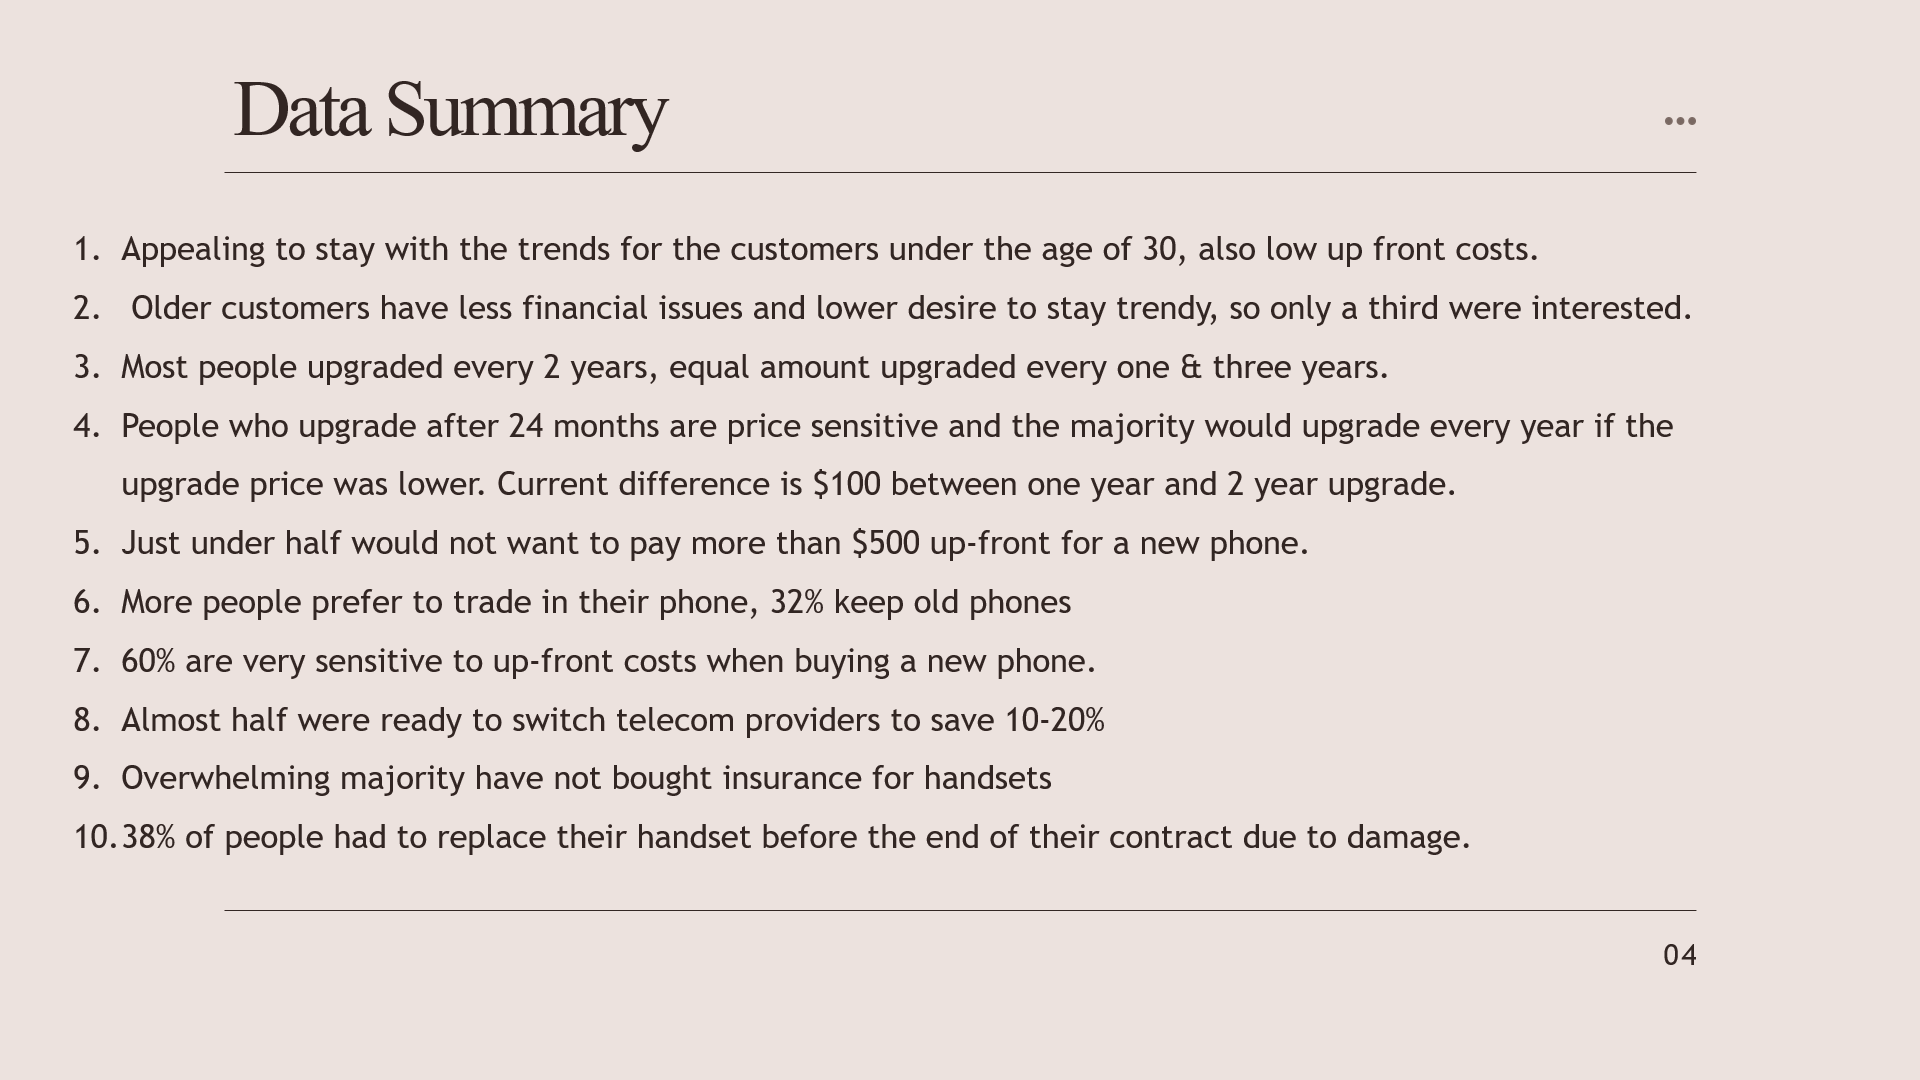 Data Summary
•••
1. Appealing to stay with the trends for the customers under the age of 30, also low up front costs.
2. Older customers have less financial issues and lower desire to stay trendy, so only a third were interested.
3. Most people upgraded every 2 years, equal amount upgraded every one & three years.
4. People who upgrade after 24 months are price sensitive and the majority would upgrade every year if the
upgrade price was lower. Current difference is $100 between one year and 2 year upgrade.
5. Just under half would not want to pay more than $500 up-front for a new phone.
6. More people prefer to trade in their phone, 32% keep old phones
7. 60% are very sensitive to up-front costs when buying a new phone.
8. Almost half were ready to switch telecom providers to save 10-20%
9. Overwhelming majority have not bought insurance for handsets
10. 38% of people had to replace their handset before the end of their contract due to damage.
04